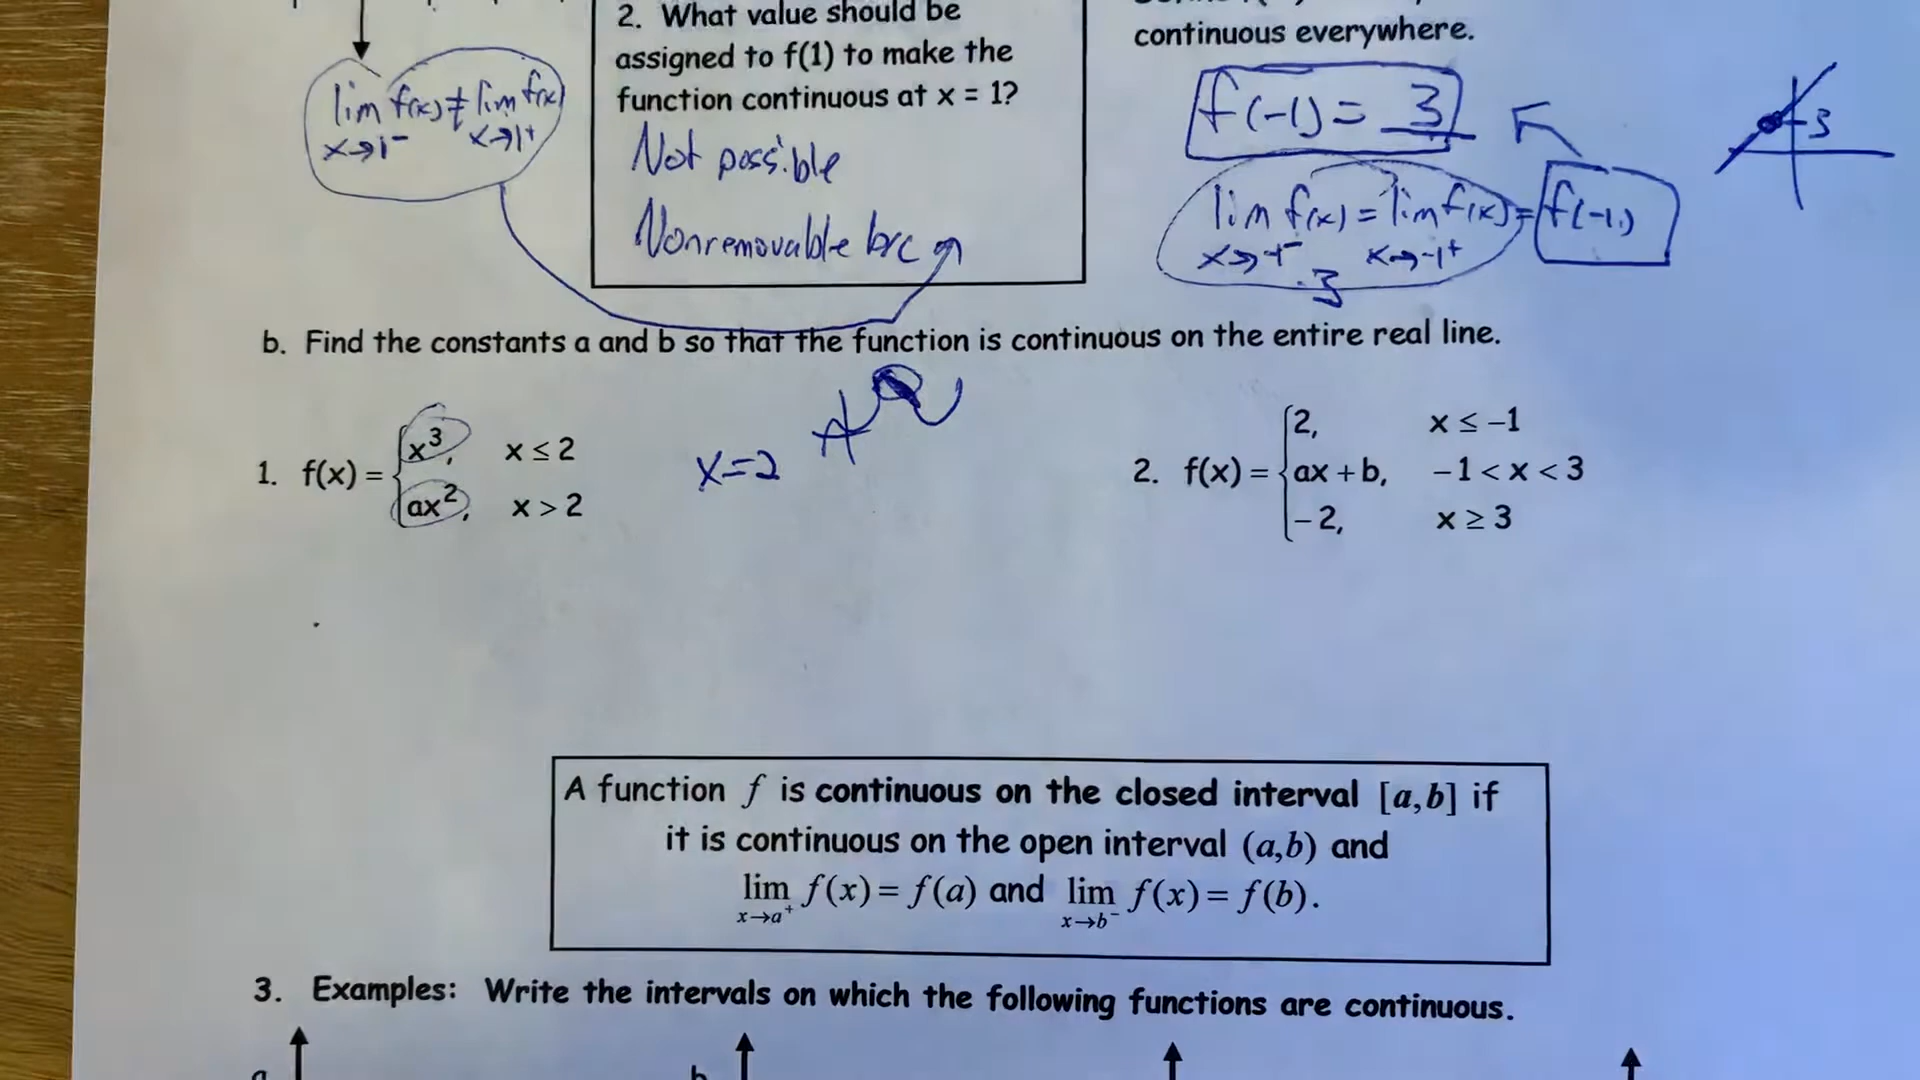 2. What value should be
assigned to f(1) to make the
function continuous at x = 1?
Not possible
Nonremovable b/c
lim f(x) ≠ lim f(x)
x→1⁻ x→1⁺
continuous everywhere.
f(-1) = 3
3
lim f(x) = lim f(x) = f(-1)
x→-1⁻ x→-1⁺
3
b. Find the constants a and b so that the function is continuous on the entire real line.
1. f(x) = { x³, x ≤ 2
ax², x > 2
x=2
2. f(x) = { 2, x ≤ -1
ax + b, -1 < x < 3
-2, x ≥ 3
A function f is continuous on the closed interval [a,b] if
it is continuous on the open interval (a,b) and
lim f(x) = f(a) and lim f(x) = f(b).
x→a⁺ x→b⁻
3. Examples: Write the intervals on which the following functions are continuous.